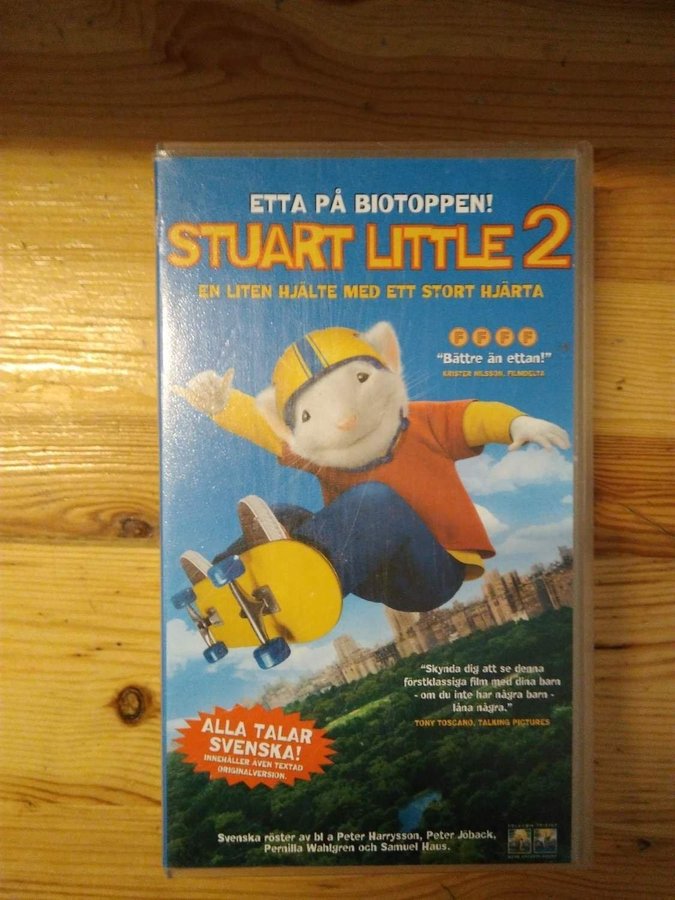 ETTA PÅ BIOTOPPEN!
STUART LITTLE 2
EN LITEN HJÄLTE MED ETT STORT HJÄRTA
F F F F
“Bättre än ettan!”
KRISTER NILSSON, FILMDELTA
“Skynda dig att se denna
förstklassiga film med dina barn
- om du inte har några barn -
låna några.”
TONY TOSCANO, TALKING PICTURES
ALLA TALAR
SVENSKA!
INNEHÅLLER ÄVEN TEXTAD
ORIGINALVERSION.
Svenska röster av bl a Peter Harrysson, Peter Jöback,
Pernilla Wahlgren och Samuel Haus.